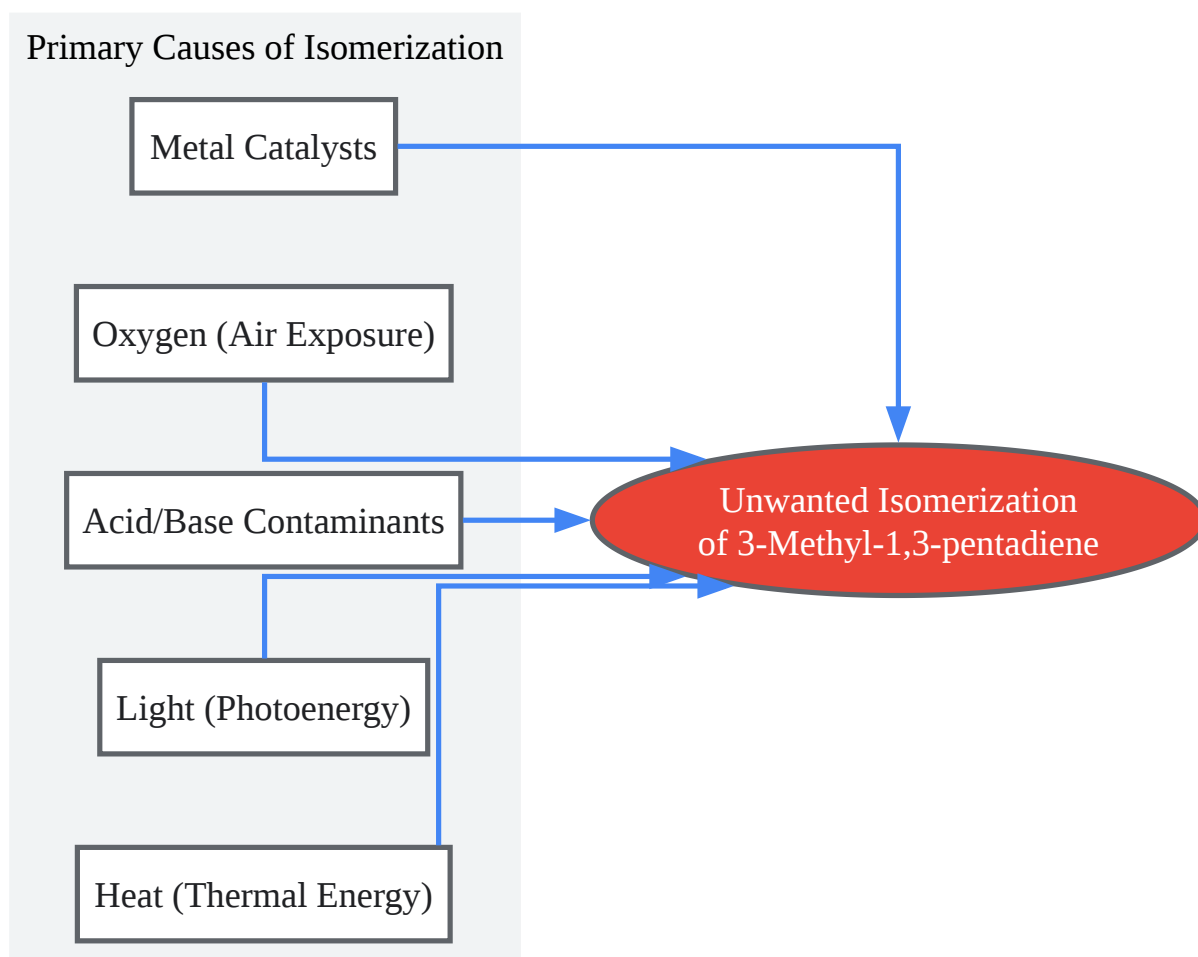 Primary Causes of Isomerization
Metal Catalysts
Oxygen (Air Exposure)
Acid/Base Contaminants
Unwanted Isomerization
of 3-Methyl-1,3-pentadiene
Light (Photoenergy)
Heat (Thermal Energy)